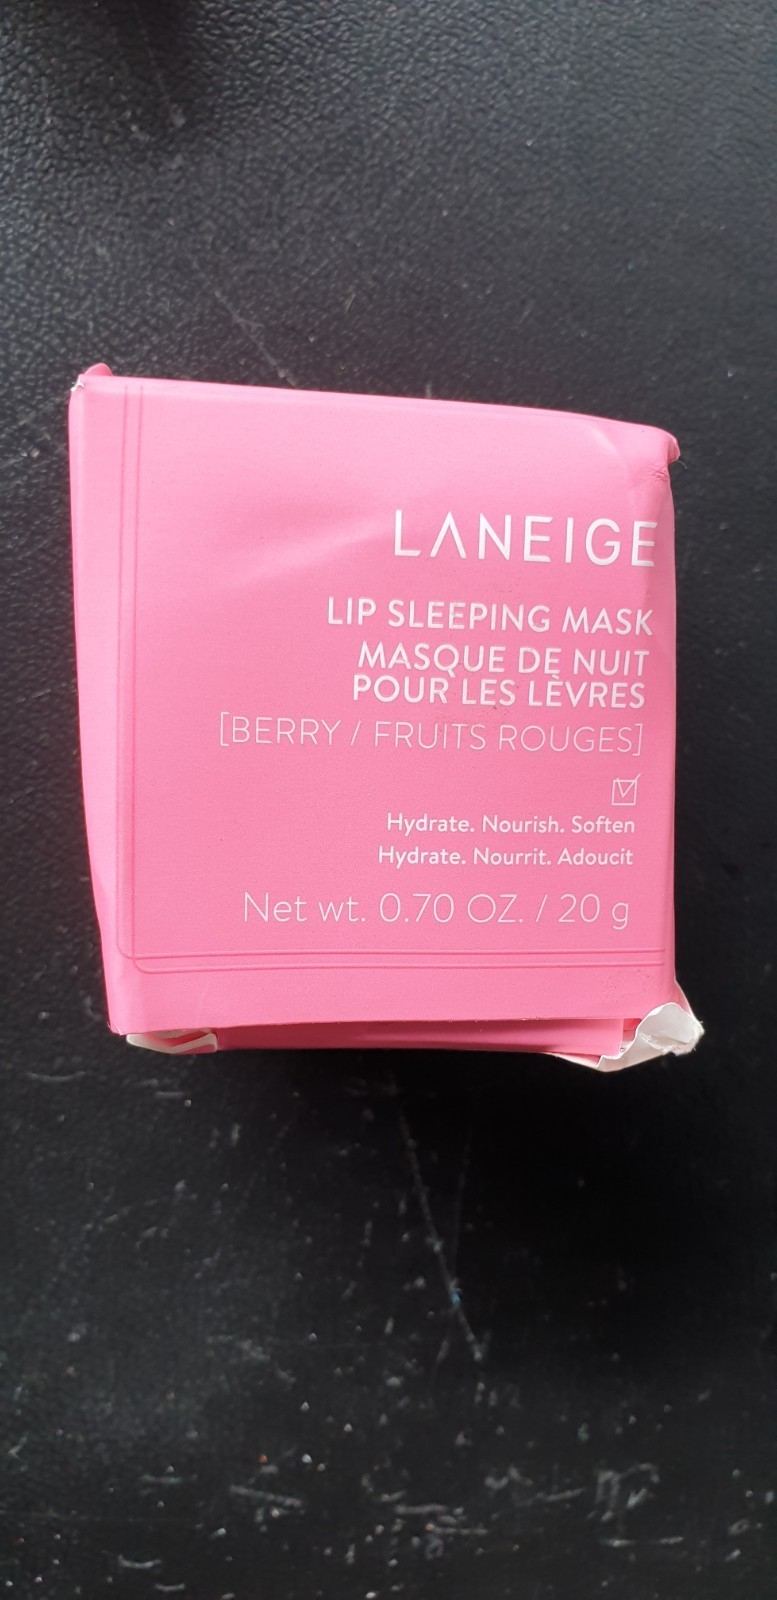 LANEIGE
LIP SLEEPING MASK
MASQUE DE NUIT
POUR LES LÈVRES
[BERRY / FRUITS ROUGES]
Hydrate. Nourish. Soften
Hydrate. Nourrit. Adoucit
Net wt. 0.70 OZ. / 20 g